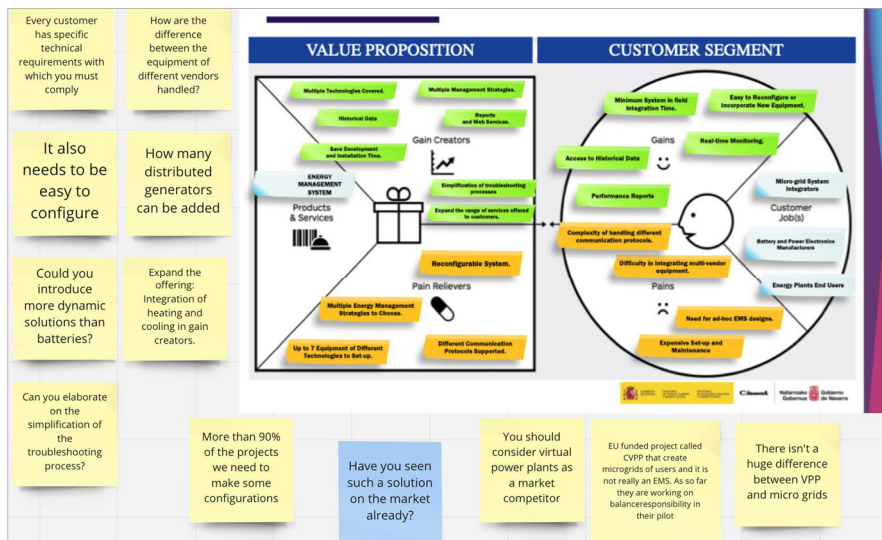 Every customer
has specific
technical
requirements with
which you must
comply
How are the
difference
between the
equipment of
different vendors
handled?
It also
needs to be
easy to
configure
How many
distributed
generators
can be added
Could you
introduce
more dynamic
solutions than
batteries?
Expand the
offering:
Integration of
heating and
cooling in gain
creators.
Can you elaborate
on the
simplification of
the
troubleshooting
process?
VALUE PROPOSITION
Multiple Technologies Covered.
Multiple Management Strategies.
Historical Data
Reports
and Web Services.
Gain Creators
Save Development
and Installation Time.
ENERGY
MANAGEMENT
SYSTEM
Products
& Services
Simplification of troubleshooting
processes
Expand the range of services offered
to customers.
Reconfigurable System.
Pain Relievers
Multiple Energy Management
Strategies to Choose.
Up to 7 Equipment of Different
Technologies to Set-up.
Different Communication
Protocols Supported.
CUSTOMER SEGMENT
Minimum System in field
Integration Time.
Easy to Reconfigure or
Incorporate New Equipment.
Gains
Real-time Monitoring.
Access to Historical Data
Performance Reports
Micro-grid System
Integrators
Customer
Job(s)
Complexity of handling different
communication protocols.
Battery and Power Electronics
Manufacturers
Difficulty in integrating multi-vendor
equipment.
Energy Plants End Users
Pains
Need for ad-hoc EMS designs.
Expensive Set-up and
Maintenance
Nafarroako
Gobernua
Gobierno
de Navarra
More than 90%
of the projects
we need to
make some
configurations
Have you seen
such a solution
on the market
already?
You should
consider virtual
power plants as
a market
competitor
EU funded project called
CVPP that create
microgrids of users and it is
not really an EMS. As so far
they are working on
balanceresponsibility in
their pilot
There isn't a
huge difference
between VPP
and micro grids